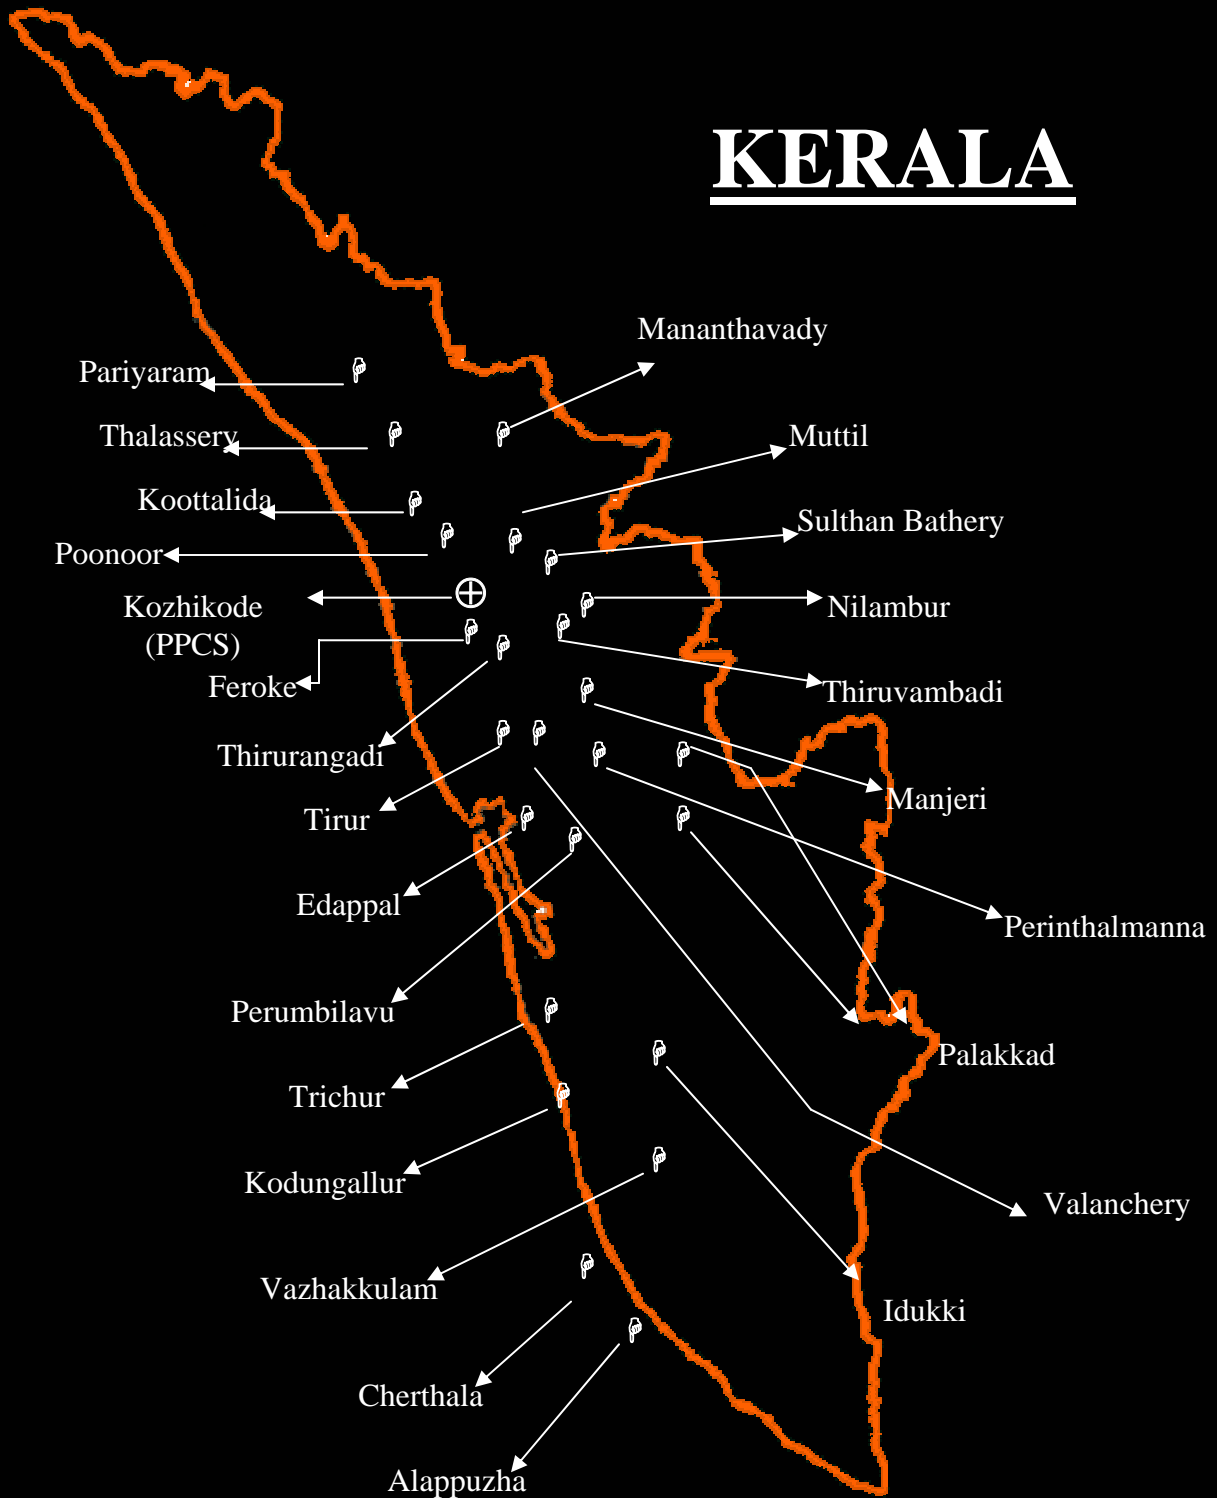 KERALA
Mananthavady
Pariyaram
Thalassery
Muttil
Koottalida
Sulthan Bathery
Poonoor
Kozhikode
(PPCS)
Nilambur
Feroke
Thiruvambadi
Thirurangadi
Manjeri
Tirur
Edappal
Perinthalmanna
Perumbilavu
Palakkad
Trichur
Kodungallur
Valanchery
Vazhakkulam
Idukki
Cherthala
Alappuzha